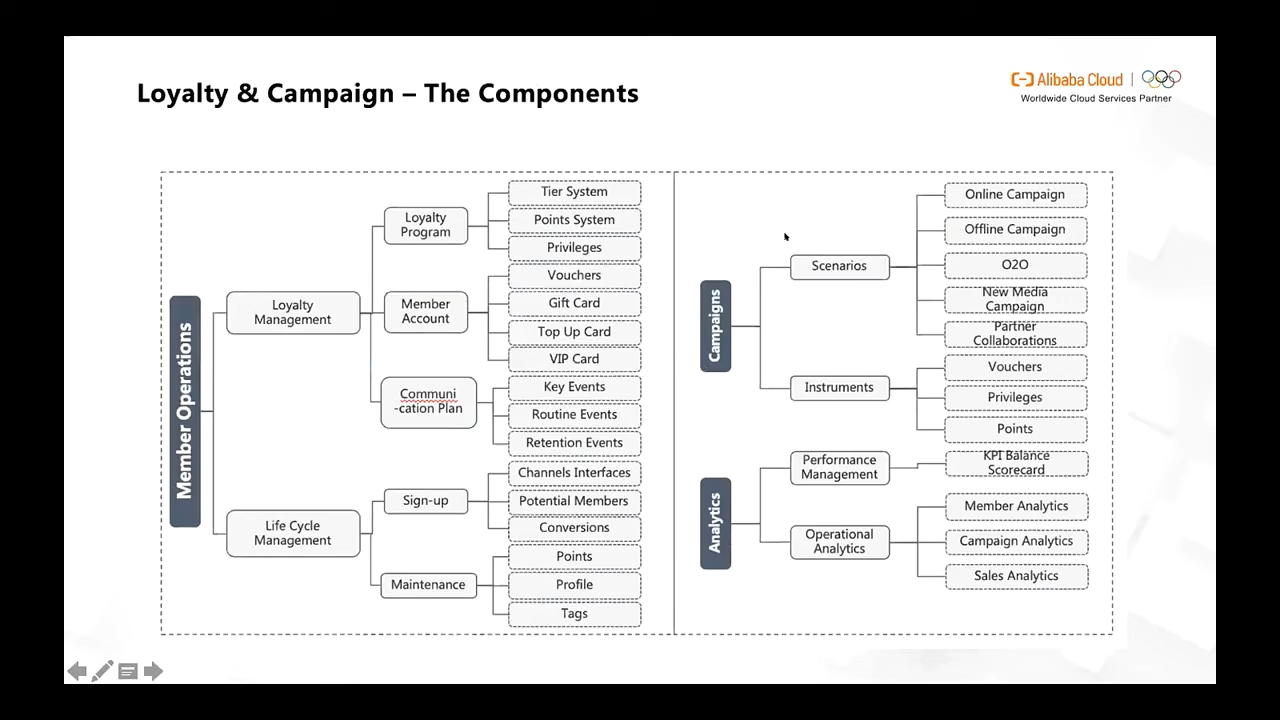 Loyalty & Campaign – The Components
Alibaba Cloud
Worldwide Cloud Services Partner
Member Operations
Loyalty
Management
Loyalty
Program
Tier System
Points System
Privileges
Member
Account
Vouchers
Gift Card
Top Up Card
VIP Card
Communi
-cation Plan
Key Events
Routine Events
Retention Events
Life Cycle
Management
Sign-up
Channels Interfaces
Potential Members
Conversions
Maintenance
Points
Profile
Tags
Campaigns
Scenarios
Online Campaign
Offline Campaign
O2O
New Media
Campaign
Partner
Collaborations
Instruments
Vouchers
Privileges
Points
Analytics
Performance
Management
KPI Balance
Scorecard
Operational
Analytics
Member Analytics
Campaign Analytics
Sales Analytics